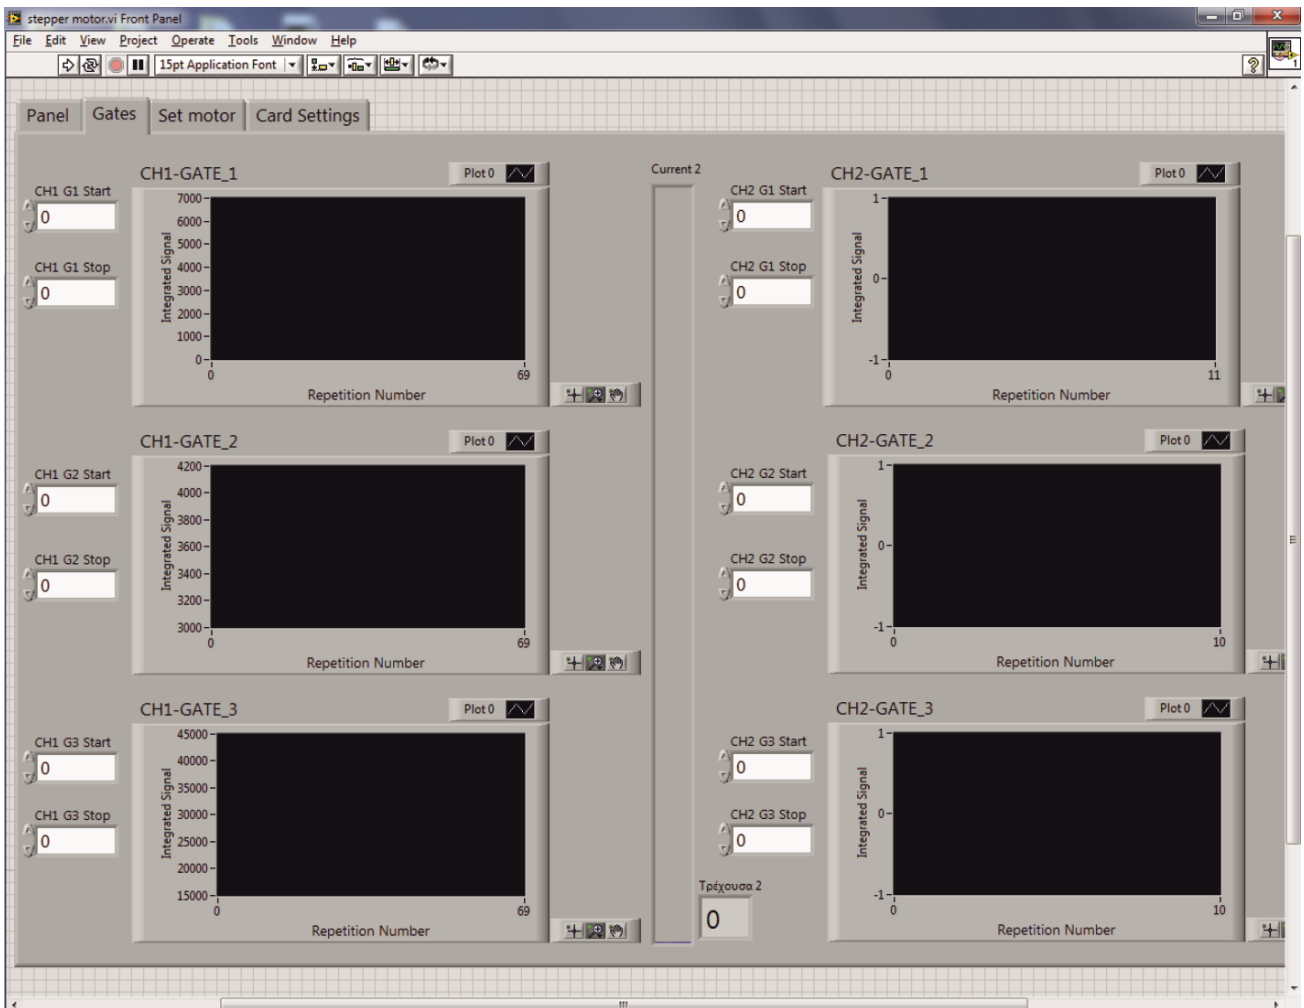 stepper motor.vi Front Panel
File Edit View Project Operate Tools Window Help
15pt Application Font
1
Panel Gates Set motor Card Settings
CH1-GATE_1
Plot 0
CH1 G1 Start
0
CH1 G1 Stop
0
Integrated Signal
7000
6000
5000
4000
3000
2000
1000
0
0 69
Repetition Number
CH1-GATE_2
Plot 0
CH1 G2 Start
0
CH1 G2 Stop
0
Integrated Signal
4200
4000
3800
3600
3400
3200
3000
0 69
Repetition Number
CH1-GATE_3
Plot 0
CH1 G3 Start
0
CH1 G3 Stop
0
Integrated Signal
45000
40000
35000
30000
25000
20000
15000
0 69
Repetition Number
Current 2
Τρέχουσα 2
0
CH2-GATE_1
Plot 0
CH2 G1 Start
0
CH2 G1 Stop
0
Integrated Signal
1
0
-1
0 11
Repetition Number
CH2-GATE_2
Plot 0
CH2 G2 Start
0
CH2 G2 Stop
0
Integrated Signal
1
0
-1
0 10
Repetition Number
CH2-GATE_3
Plot 0
CH2 G3 Start
0
CH2 G3 Stop
0
Integrated Signal
1
0
-1
0 10
Repetition Number